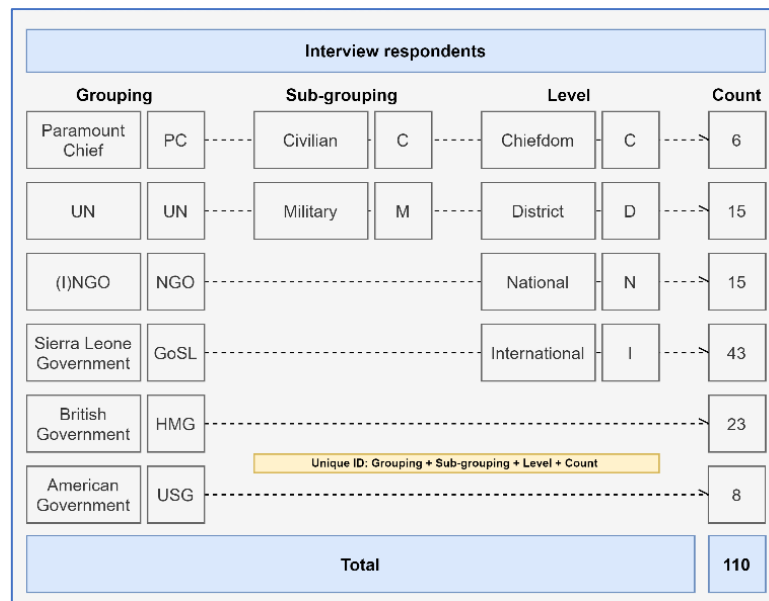 Interview respondents
Grouping Sub-grouping Level Count
Paramount
Chief
PC
Civilian
C
Chiefdom
C
6
UN
UN
Military
M
District
D
15
(I)NGO
NGO
National
N
15
Sierra Leone
Government
GoSL
International
I
43
British
Government
HMG
23
Unique ID: Grouping + Sub-grouping + Level + Count
American
Government
USG
8
Total
110